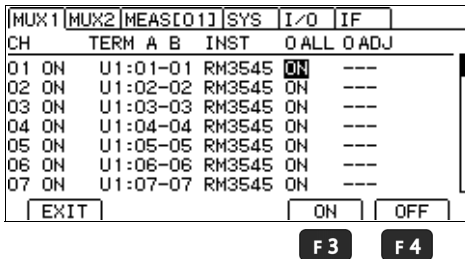 MUX1 MUX2 MEAS[01] SYS I/O IF
CH TERM A B INST 0 ALL 0 ADJ
01 ON U1:01-01 RM3545 ON ---
02 ON U1:02-02 RM3545 ON ---
03 ON U1:03-03 RM3545 ON ---
04 ON U1:04-04 RM3545 ON ---
05 ON U1:05-05 RM3545 ON ---
06 ON U1:06-06 RM3545 ON ---
07 ON U1:07-07 RM3545 ON ---
EXIT ON OFF
F3 F4